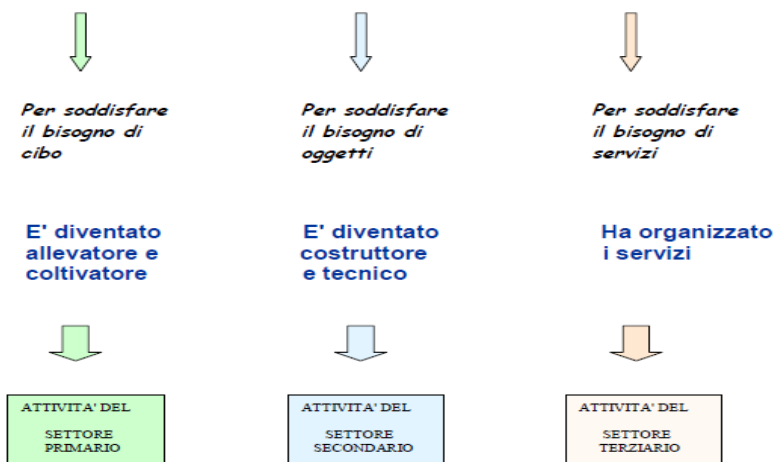 Per soddisfare
il bisogno di
cibo
Per soddisfare
il bisogno di
oggetti
Per soddisfare
il bisogno di
servizi
E' diventato
allevatore e
coltivatore
E' diventato
costruttore
e tecnico
Ha organizzato
i servizi
ATTIVITA' DEL
SETTORE
PRIMARIO
ATTIVITA' DEL
SETTORE
SECONDARIO
ATTIVITA' DEL
SETTORE
TERZIARIO